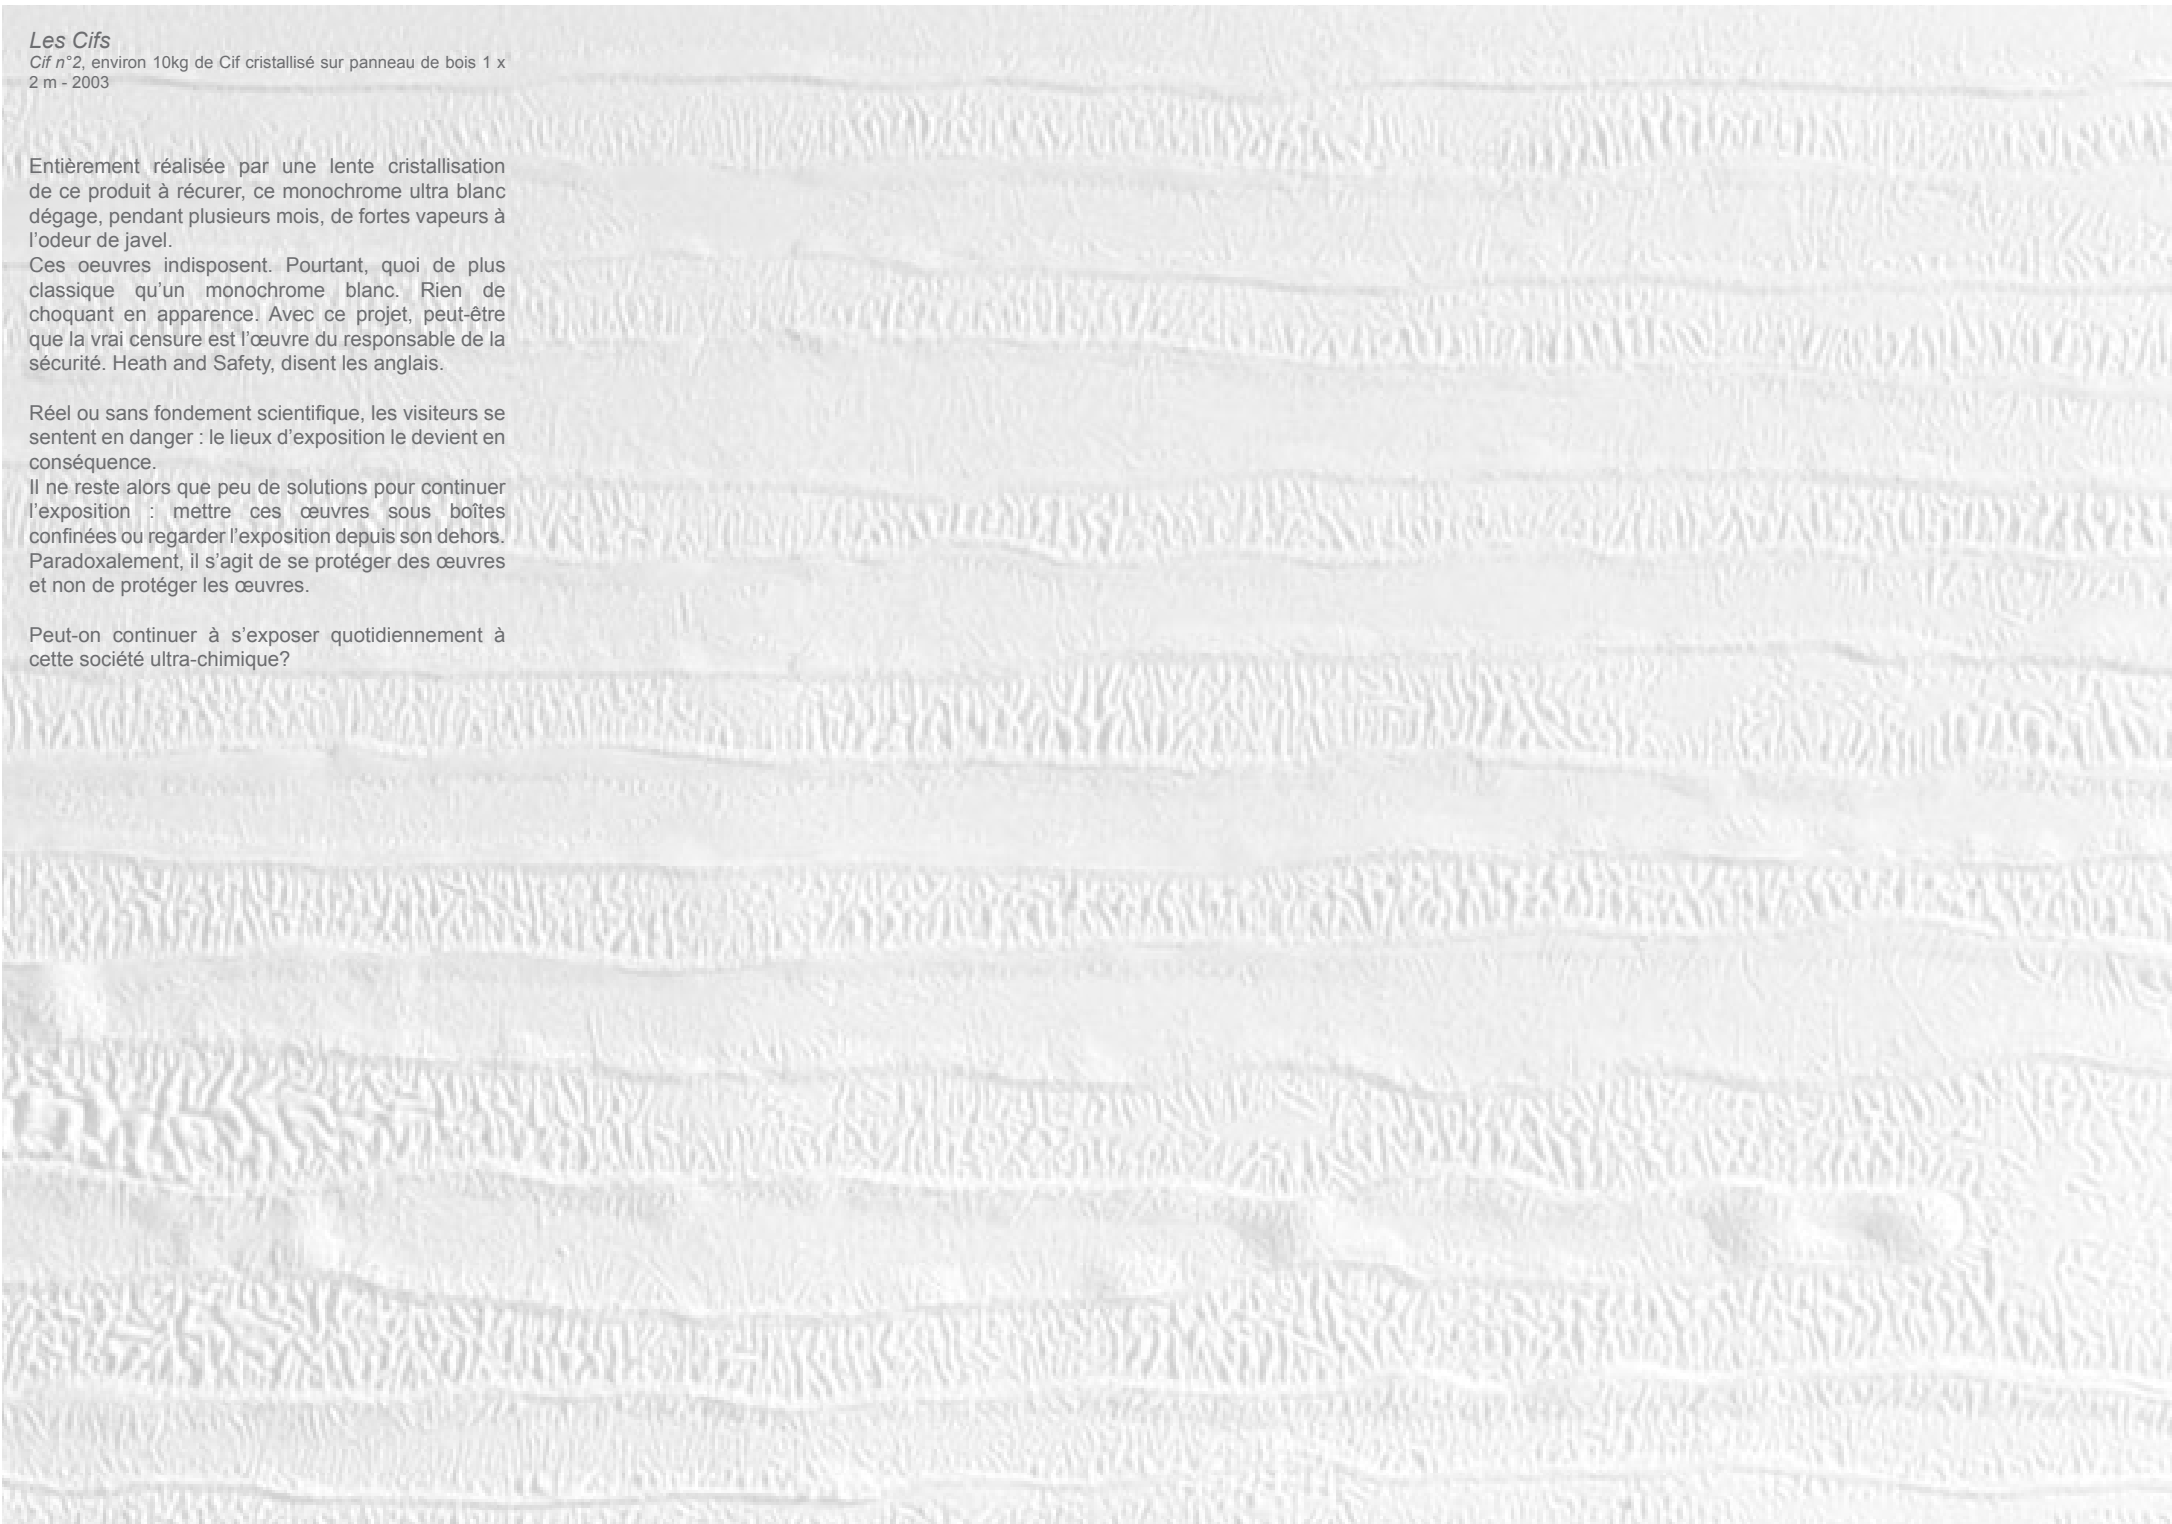 Les Cifs
Cif n°2, environ 10kg de Cif cristallisé sur panneau de bois 1 x
2 m - 2003
Entièrement réalisée par une lente cristallisation
de ce produit à récurer, ce monochrome ultra blanc
dégage, pendant plusieurs mois, de fortes vapeurs à
l’odeur de javel.
Ces oeuvres indisposent. Pourtant, quoi de plus
classique qu’un monochrome blanc. Rien de
choquant en apparence. Avec ce projet, peut-être
que la vrai censure est l’œuvre du responsable de la
sécurité. Heath and Safety, disent les anglais.
Réel ou sans fondement scientifique, les visiteurs se
sentent en danger : le lieux d’exposition le devient en
conséquence.
Il ne reste alors que peu de solutions pour continuer
l’exposition : mettre ces œuvres sous boîtes
confinées ou regarder l’exposition depuis son dehors.
Paradoxalement, il s’agit de se protéger des œuvres
et non de protéger les œuvres.
Peut-on continuer à s’exposer quotidiennement à
cette société ultra-chimique?